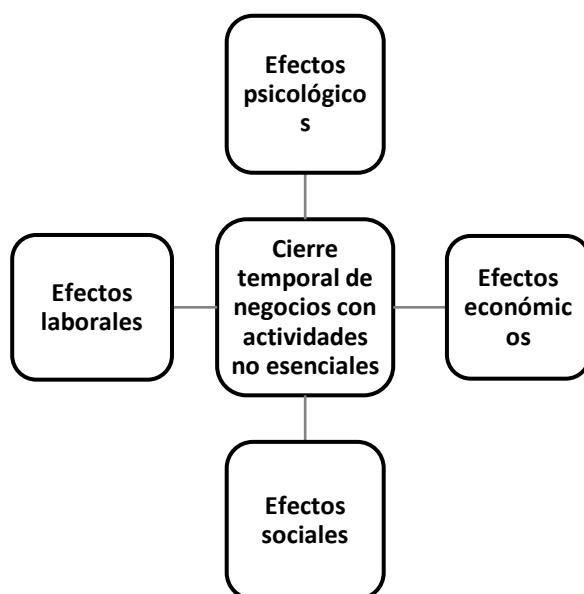 Efectos
psicológico
s
Efectos
laborales
Cierre
temporal de
negocios con
actividades
no esenciales
Efectos
económic
os
Efectos
sociales